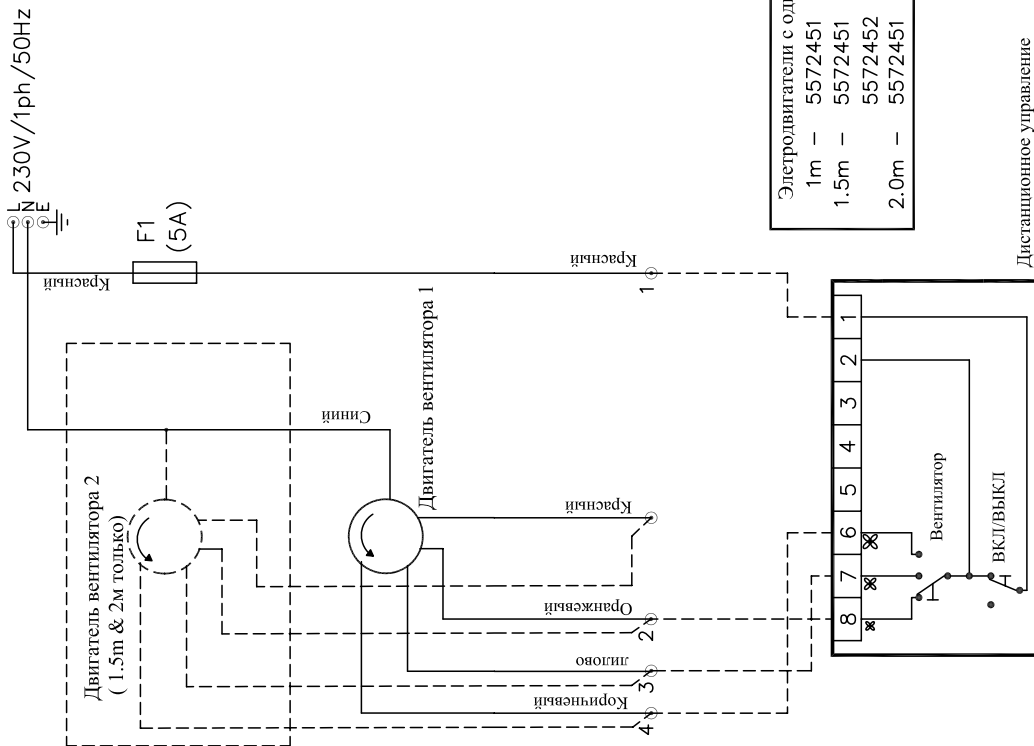 L
N
E
230V/1ph/50Hz
F1
(5A)
Красный
Красный
1
Двигатель вентилятора 2
( 1.5m & 2м только)
Синий
Двигатель вентилятора 1
Красный
Оранжевый
2
лилово
3
Коричневый
4
Элетродвигатели с од
1m – 5572451
1.5m – 5572451
5572452
2.0m – 5572451
Дистанционное управление
1
2
3
4
5
6
7
8
Вентилятор
ВКЛ/ВЫКЛ